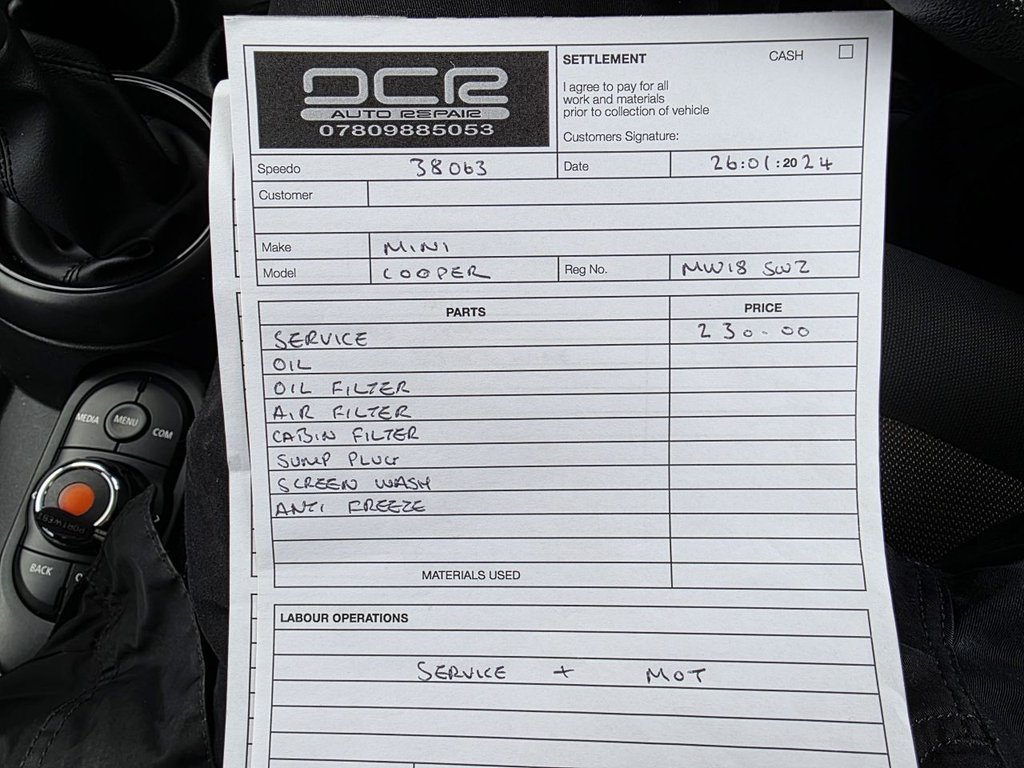 DCR
AUTO REPAIR
07809885053
SETTLEMENT CASH
I agree to pay for all
work and materials
prior to collection of vehicle
Customers Signature:
Speedo 38063 Date 26:01:2024
Customer
Make MINI
Model COOPER Reg No. MW18 SWZ
PARTS PRICE
SERVICE 230-00
OIL
OIL FILTER
AIR FILTER
CABIN FILTER
SUMP PLUG
SCREEN WASH
ANTI FREEZE
MATERIALS USED
LABOUR OPERATIONS
SERVICE + MOT
MEDIA MENU COM
BACK